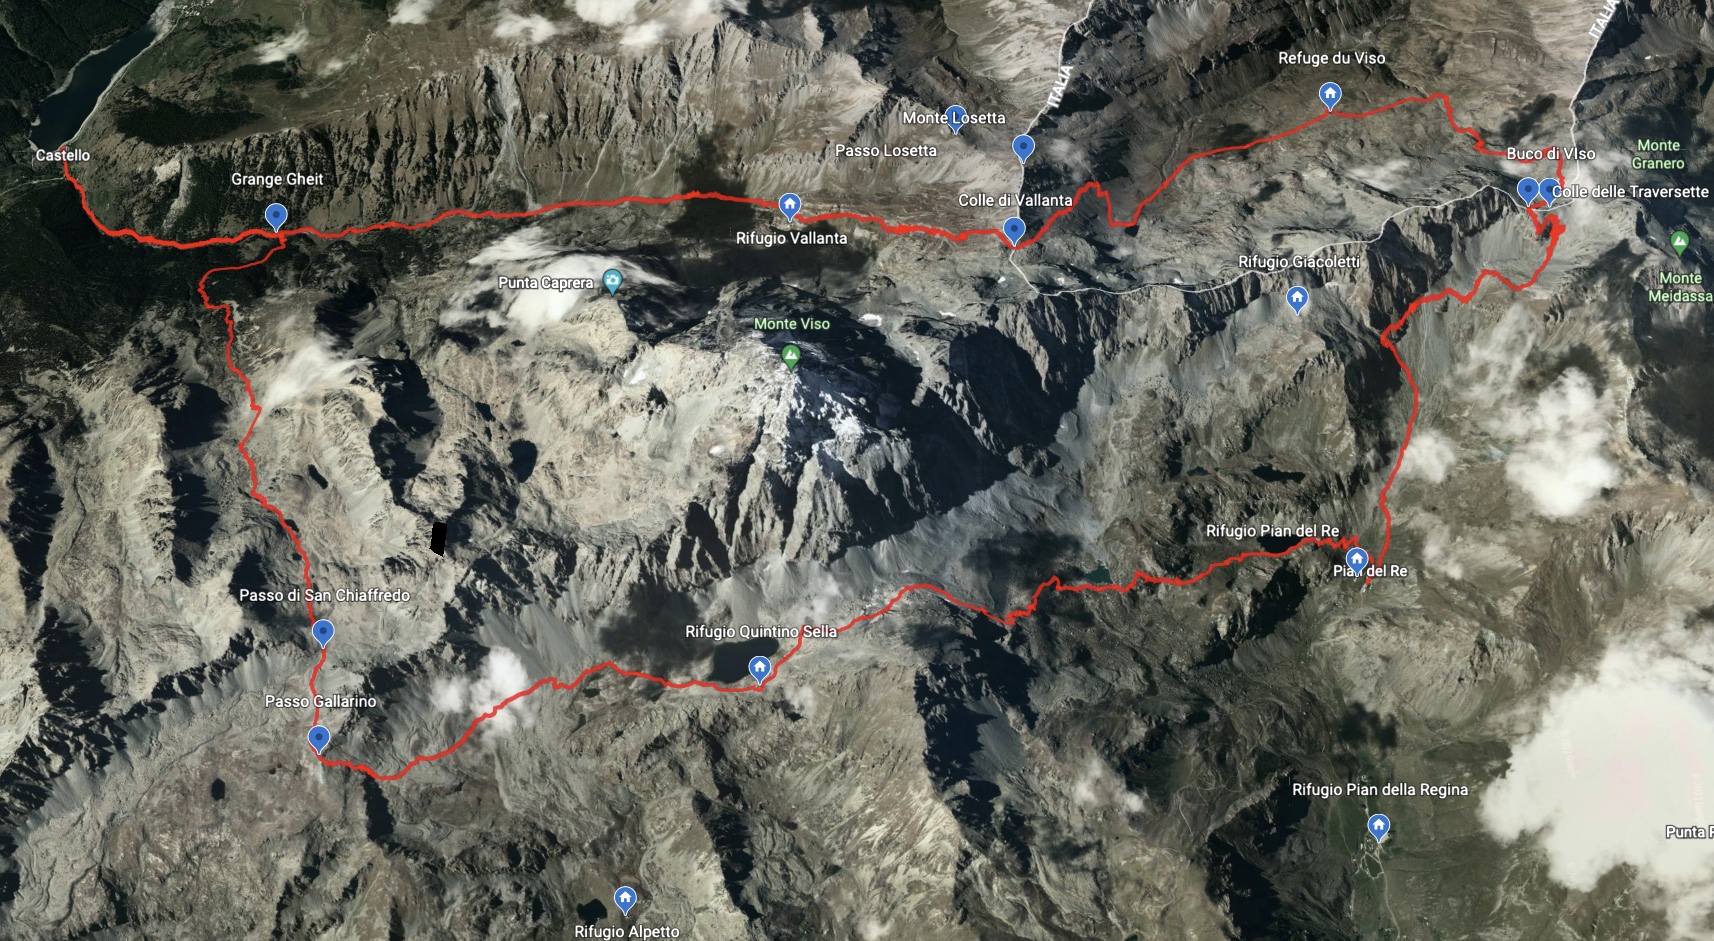 ITALIA
ITALIA
Refuge du Viso
Monte Losetta
Passo Losetta
Castello
Grange Gheit
Buco di VIso
Monte
Granero
Colle di Vallanta
Colle delle Traversette
Rifugio Vallanta
Rifugio Giacoletti
Punta Caprera
Monte
Meidassa
Monte Viso
Rifugio Pian del Re
Pian del Re
Passo di San Chiaffredo
Rifugio Quintino Sella
Passo Gallarino
Rifugio Pian della Regina
Punta
Rifugio Alpetto